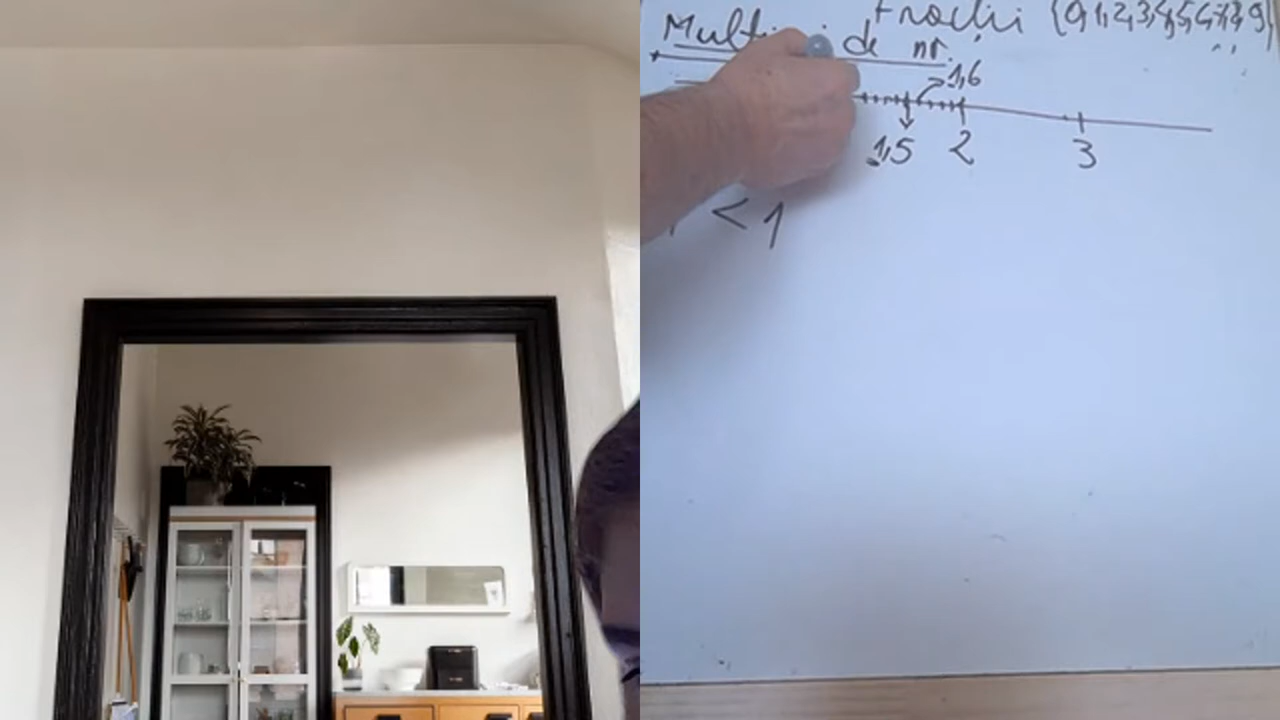 Fracții {0,1,2,3,4,5,6,7,8,9}
de nr.
1,6
1,5 2 3
< 1